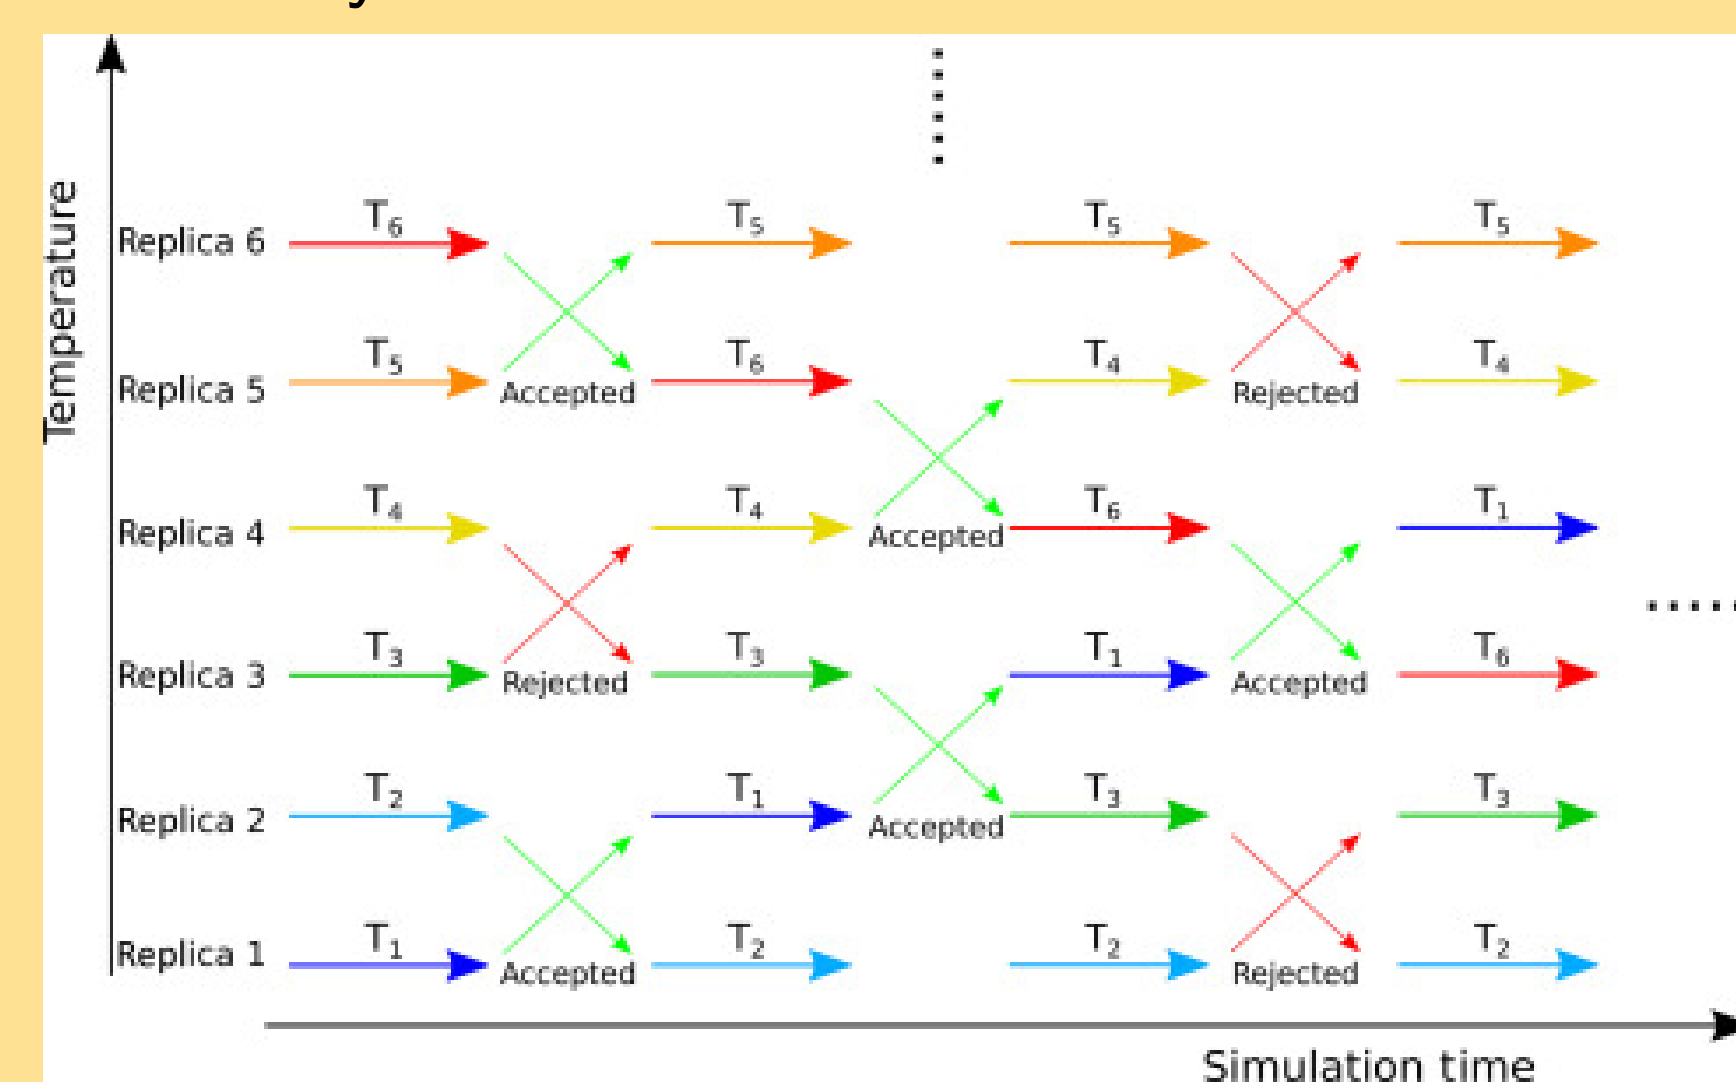 Temperature
Replica 6 T6 T5 T5 T5
Replica 5 T5 Accepted T6 T4 Rejected T4
Replica 4 T4 T4 Accepted T6 T1
Replica 3 T3 Rejected T3 T1 Accepted T6
Replica 2 T2 T1 Accepted T3 T3
Replica 1 T1 Accepted T2 T2 Rejected T2
Simulation time